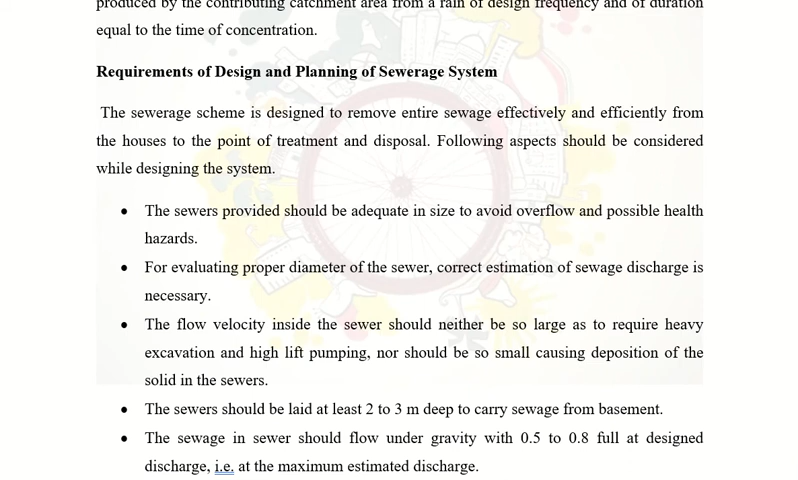 produced by the contributing catchment area from a rain of design frequency and of duration
equal to the time of concentration.
Requirements of Design and Planning of Sewerage System
The sewerage scheme is designed to remove entire sewage effectively and efficiently from
the houses to the point of treatment and disposal. Following aspects should be considered
while designing the system.
• The sewers provided should be adequate in size to avoid overflow and possible health
hazards.
• For evaluating proper diameter of the sewer, correct estimation of sewage discharge is
necessary.
• The flow velocity inside the sewer should neither be so large as to require heavy
excavation and high lift pumping, nor should be so small causing deposition of the
solid in the sewers.
• The sewers should be laid at least 2 to 3 m deep to carry sewage from basement.
• The sewage in sewer should flow under gravity with 0.5 to 0.8 full at designed
discharge, i.e. at the maximum estimated discharge.